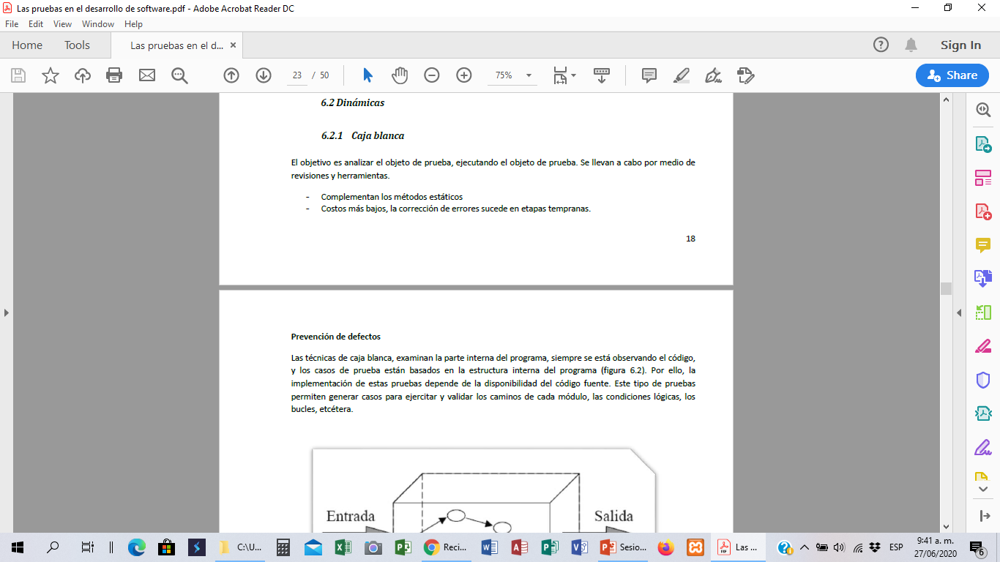 Las pruebas en el desarrollo de software.pdf - Adobe Acrobat Reader DC
File Edit View Window Help
Home Tools Las pruebas en el d... × Sign In
23 / 50 75% Share
6.2 Dinámicas
6.2.1 Caja blanca
El objetivo es analizar el objeto de prueba, ejecutando el objeto de prueba. Se llevan a cabo por medio de
revisiones y herramientas.
- Complementan los métodos estáticos
- Costos más bajos, la corrección de errores sucede en etapas tempranas.
18
Prevención de defectos
Las técnicas de caja blanca, examinan la parte interna del programa, siempre se está observando el código,
y los casos de prueba están basados en la estructura interna del programa (figura 6.2). Por ello, la
implementación de estas pruebas depende de la disponibilidad del código fuente. Este tipo de pruebas
permiten generar casos para ejercitar y validar los caminos de cada módulo, las condiciones lógicas, los
bucles, etcétera.
Entrada Salida
C:\U... Reci... Sesio... Las ... ESP 9:41 a. m.
27/06/2020 6